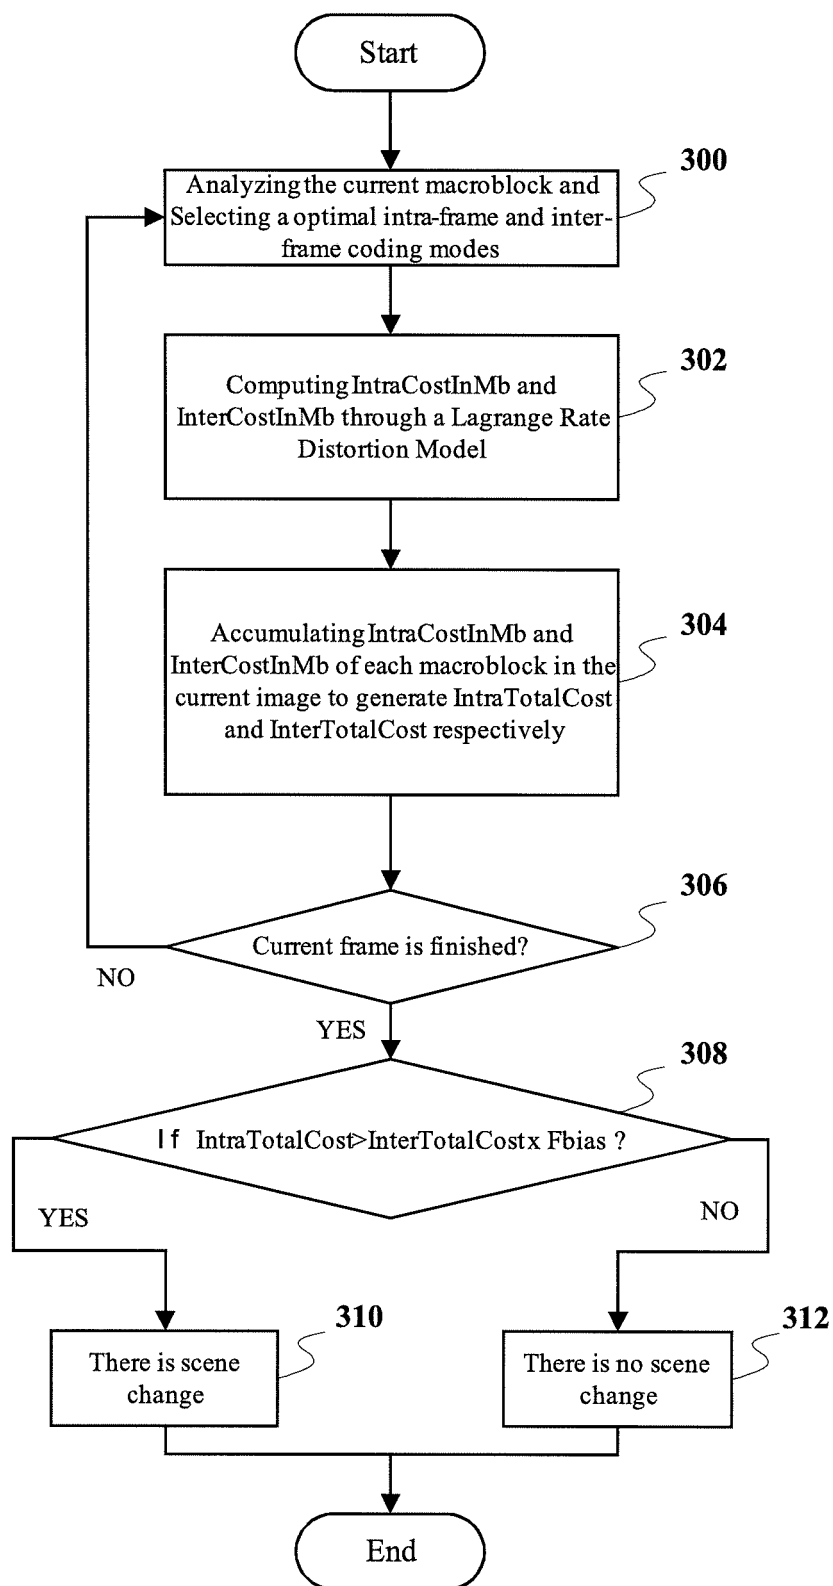 Start
300
Analyzing the current macroblock and
Selecting a optimal intra-frame and inter-
frame coding modes
302
Computing IntraCostInMb and
InterCostInMb through a Lagrange Rate
Distortion Model
304
Accumulating IntraCostInMb and
InterCostInMb of each macroblock in the
current image to generate IntraTotalCost
and InterTotalCost respectively
306
Current frame is finished?
NO
YES
308
If IntraTotalCost>InterTotalCost x Fbias ?
YES
NO
310
312
There is scene
change
There is no scene
change
End